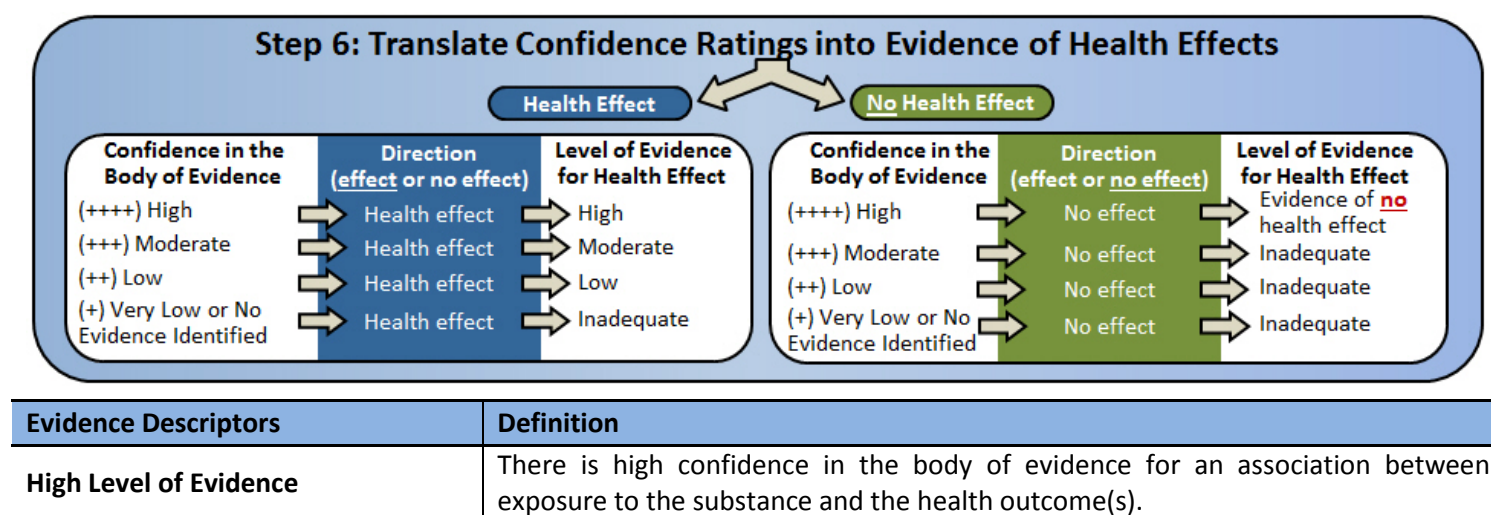 Step 6: Translate Confidence Ratings into Evidence of Health Effects
Health Effect
No Health Effect
Confidence in the
Body of Evidence
Direction
(effect or no effect)
Level of Evidence
for Health Effect
(++++) High
Health effect
High
(+++) Moderate
Health effect
Moderate
(++) Low
Health effect
Low
(+) Very Low or No
Evidence Identified
Health effect
Inadequate
Confidence in the
Body of Evidence
Direction
(effect or no effect)
Level of Evidence
for Health Effect
(++++) High
No effect
Evidence of no
health effect
(+++) Moderate
No effect
Inadequate
(++) Low
No effect
Inadequate
(+) Very Low or No
Evidence Identified
No effect
Inadequate
Evidence Descriptors
Definition
High Level of Evidence
There is high confidence in the body of evidence for an association between
exposure to the substance and the health outcome(s).